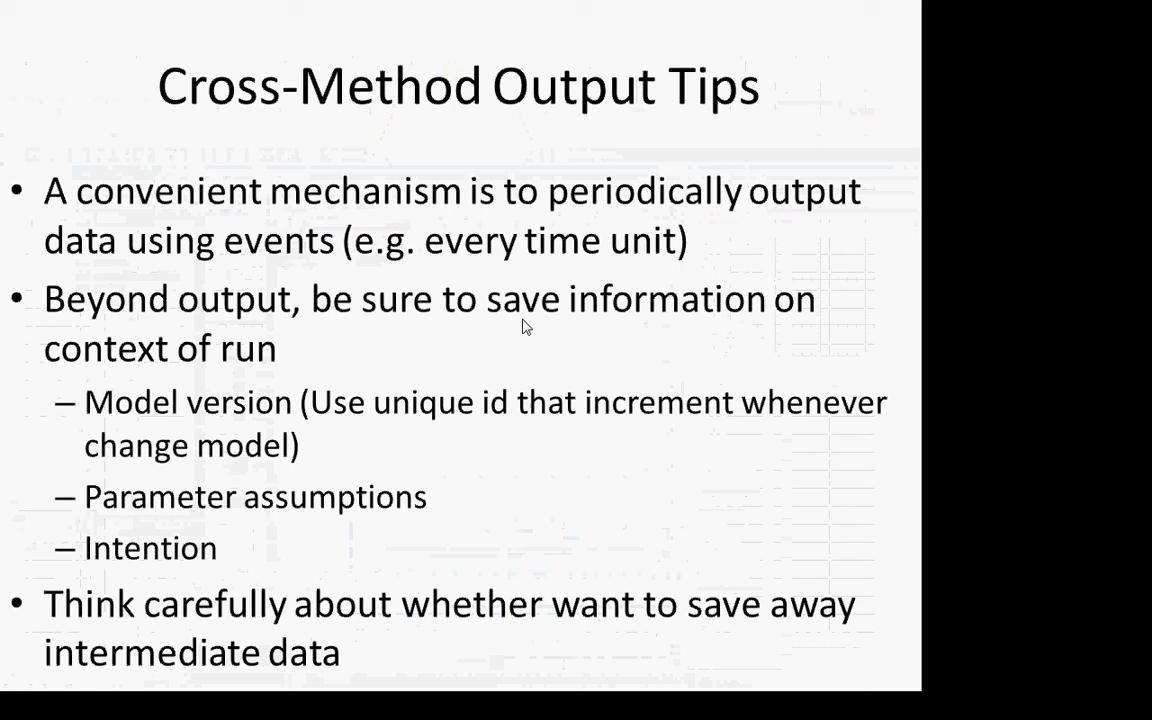 Cross-Method Output Tips
• A convenient mechanism is to periodically output
data using events (e.g. every time unit)
• Beyond output, be sure to save information on
context of run
– Model version (Use unique id that increment whenever
change model)
– Parameter assumptions
– Intention
• Think carefully about whether want to save away
intermediate data